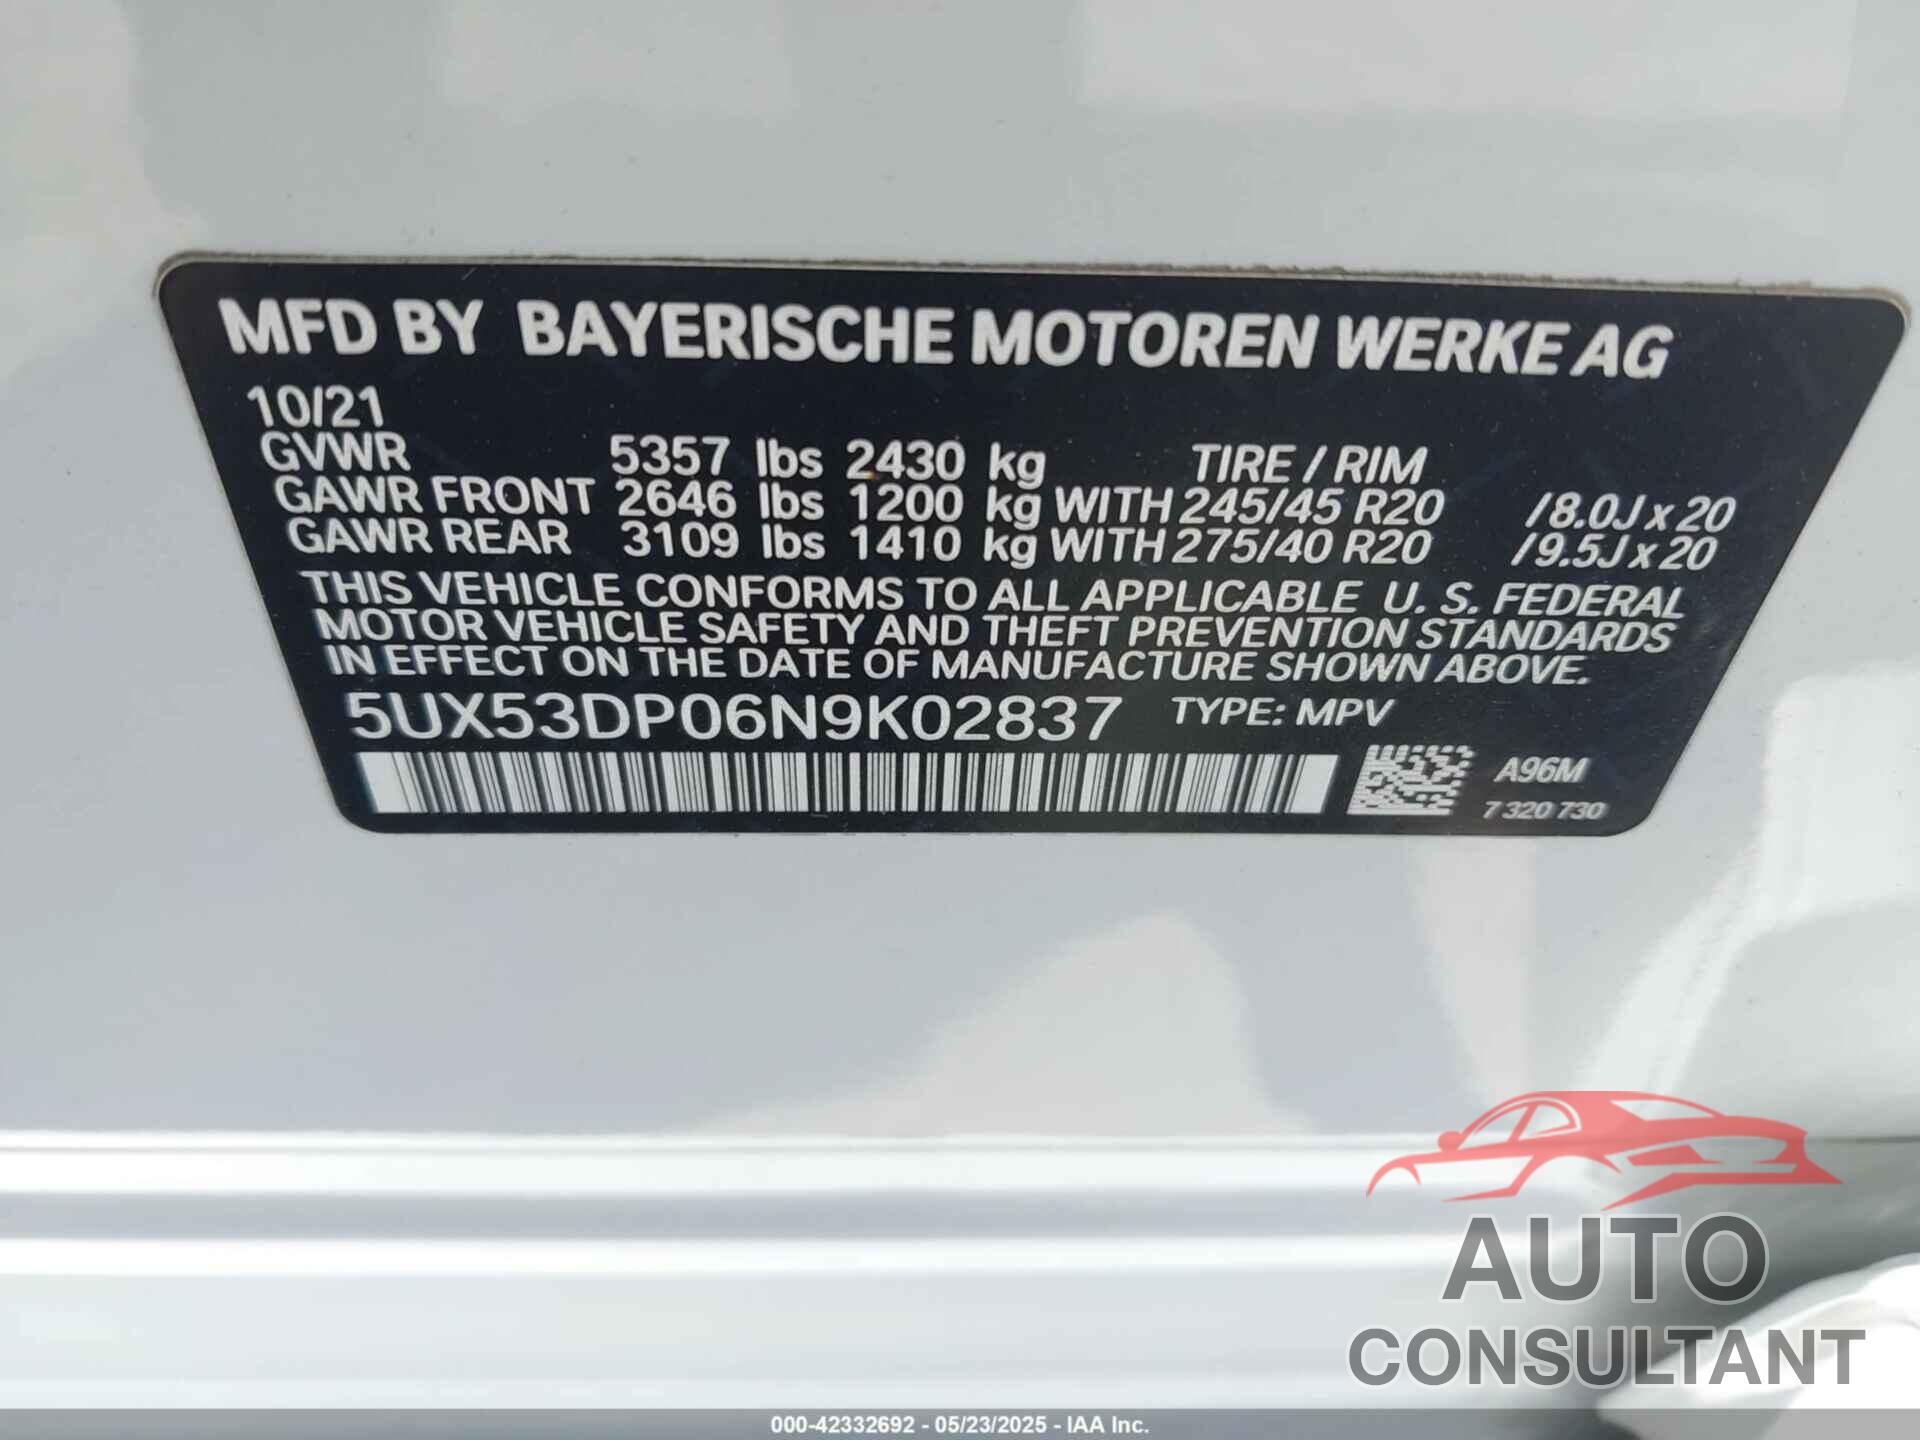 MFD BY BAYERISCHE MOTOREN WERKE AG
10/21
GVWR 5357 lbs 2430 kg TIRE / RIM
GAWR FRONT 2646 lbs 1200 kg WITH 245/45 R20 /8.0J x 20
GAWR REAR 3109 lbs 1410 kg WITH 275/40 R20 /9.5J x 20
THIS VEHICLE CONFORMS TO ALL APPLICABLE U. S. FEDERAL
MOTOR VEHICLE SAFETY AND THEFT PREVENTION STANDARDS
IN EFFECT ON THE DATE OF MANUFACTURE SHOWN ABOVE.
5UX53DP06N9K02837 TYPE: MPV
A96M
7 320 730
AUTO
CONSULTANT
000-42332692 - 05/23/2025 - IAA Inc.